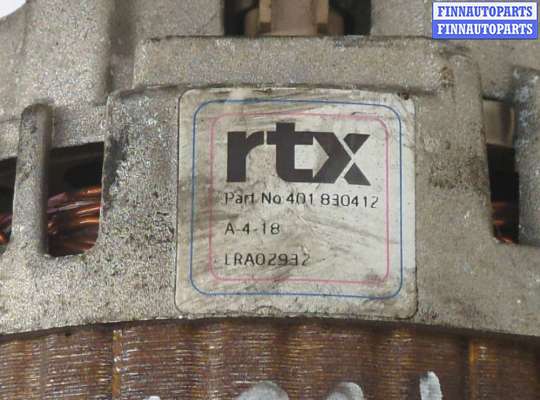 FINNAUTOPARTS
FINNAUTOPARTS
rtx
Part No 401 830412
A-4-18
LRA02932